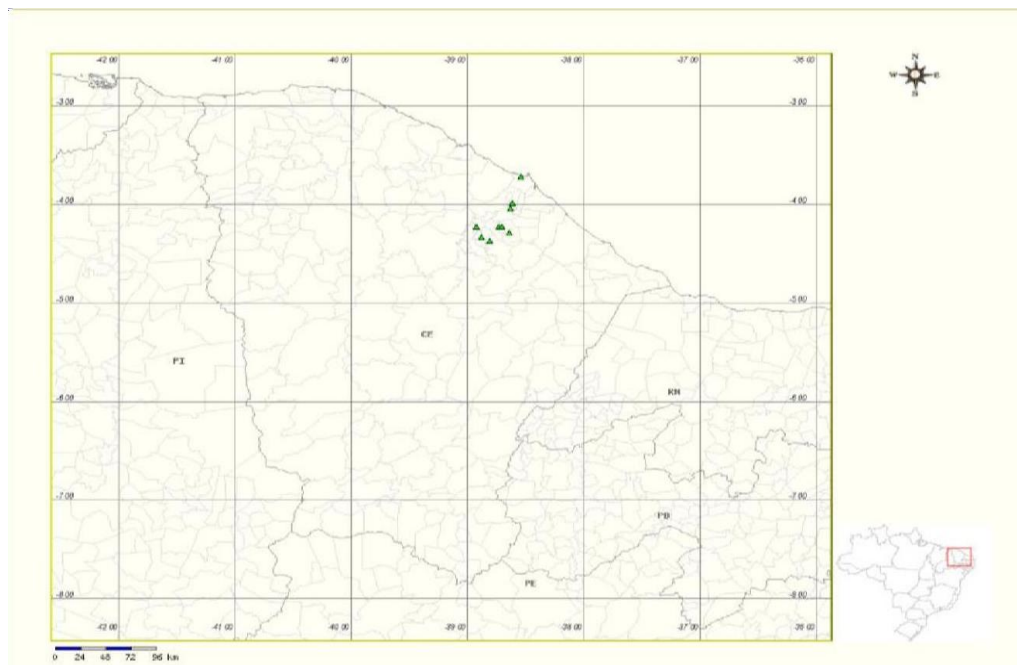 N
W E
S
-42 00 -41 00 -40 00 -39 00 -38 00 -37 00 -36 00
-3 00 -3 00
-4 00 -4 00
-5 00 -5 00
CE
PI
RN
-6 00 -6 00
-7 00 -7 00
PB
PE
-8 00 -8 00
-42 00 -41 00 -40 00 -39 00 -38 00 -37 00 -36 00
0 24 48 72 96 km